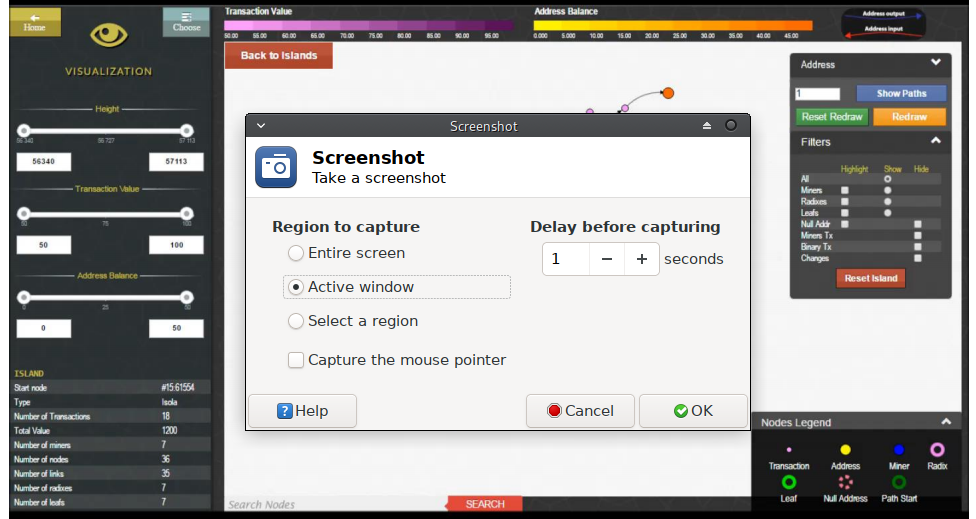 Home
Choose
VISUALIZATION
Height
56 340 56 727 57 113
56340 57113
Transaction Value
50 75 100
50 100
Address Balance
0 25 50
0 50
ISLAND
Start node #15:61554
Type Isola
Number of Transactions 18
Total Value 1200
Number of miners 7
Number of nodes 36
Number of links 35
Number of radixes 7
Number of leafs 7
Transaction Value
50.00 55.00 60.00 65.00 70.00 75.00 80.00 85.00 90.00 95.00
Address Balance
0.000 5.000 10.00 15.00 20.00 25.00 30.00 35.00 40.00 45.00
Address output
Address input
Back to Islands
Screenshot
Screenshot
Take a screenshot
Region to capture
Entire screen
Active window
Select a region
Capture the mouse pointer
Delay before capturing
1 − + seconds
Help
Cancel
OK
Address
1
Show Paths
Reset Redraw
Redraw
Filters
Highlight Show Hide
All
Miners
Radixes
Leafs
Null Addr
Miners Tx
Binary Tx
Changes
Reset Island
Nodes Legend
Transaction Address Miner Radix
Leaf Null Address Path Start
Search Nodes
SEARCH